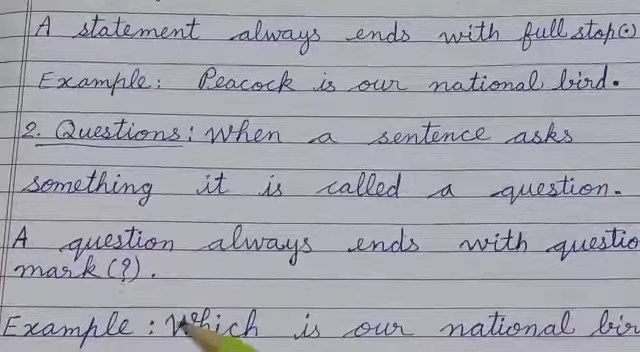 A statement always ends with full stop(.)
Example: Peacock is our national bird.
2. Questions: When a sentence asks
something it is called a question.
A question always ends with questio
mark(?).
Example: Which is our national bir